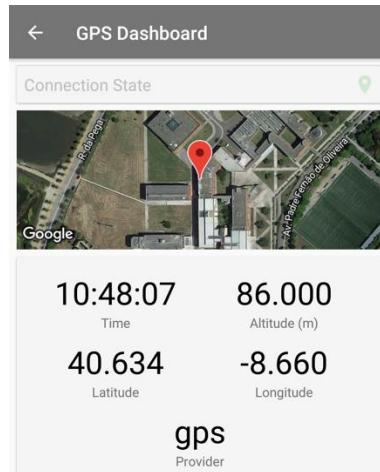 GPS Dashboard
Connection State
R. da Pega
Av. Padre Fernão de Oliveira
Google
10:48:07 86.000
Time Altitude (m)
40.634 -8.660
Latitude Longitude
gps
Provider